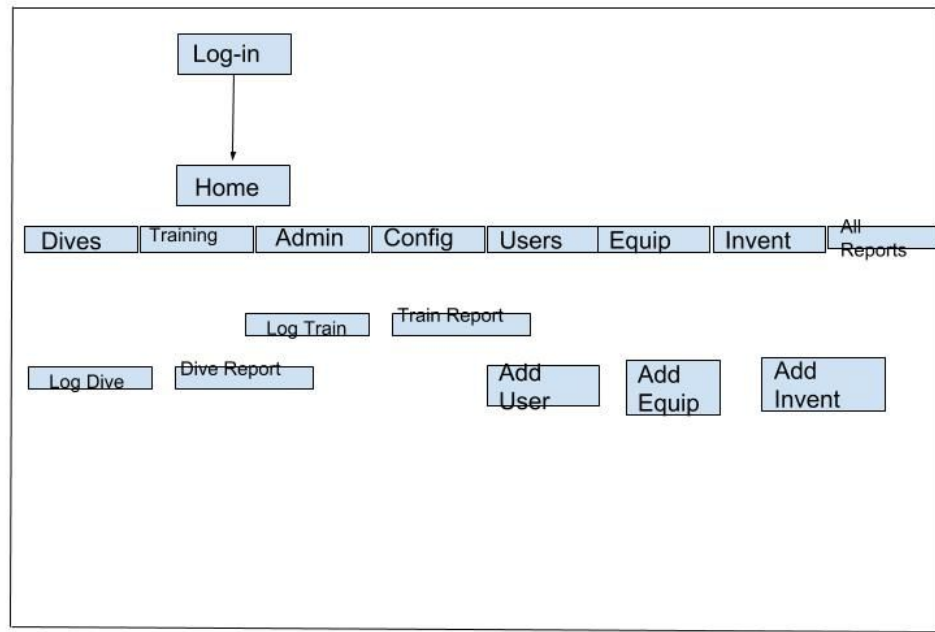 Log-in
Home
Dives
Training
Admin
Config
Users
Equip
Invent
All
Reports
Log Train
Train Report
Log Dive
Dive Report
Add
User
Add
Equip
Add
Invent